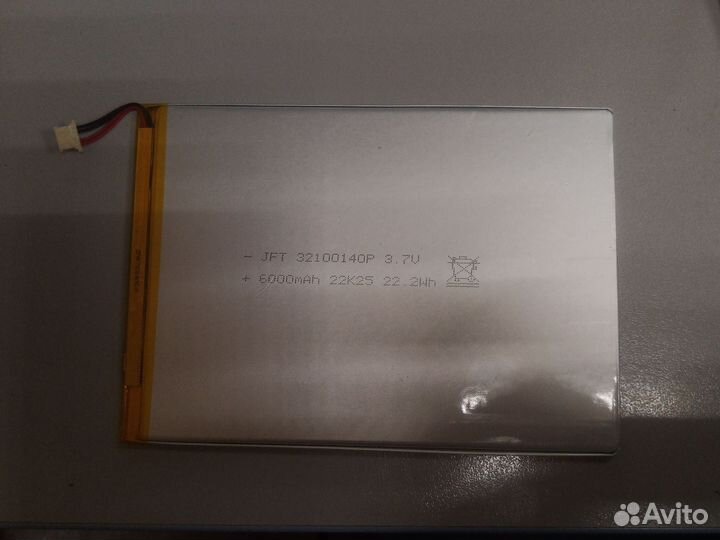 - JFT 32100140P 3.7V
+ 6000mAh 22K25 22.2Wh
Avito